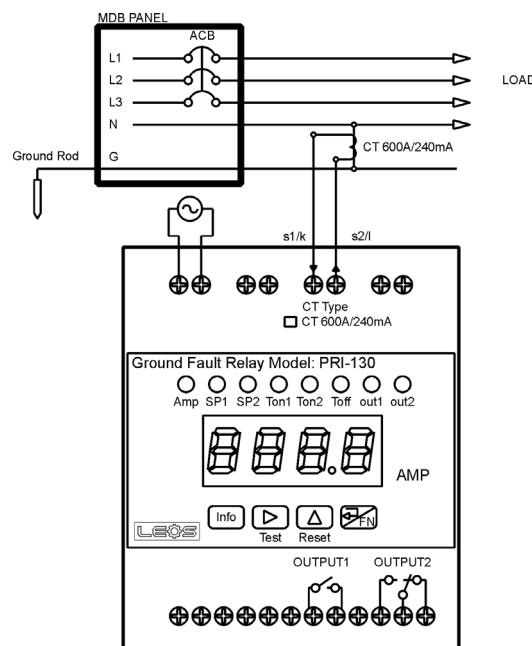 MDB PANEL
ACB
L1
L2
L3
N
G
LOAD
Ground Rod
CT 600A/240mA
s1/k
s2/l
CT Type
CT 600A/240mA
Ground Fault Relay Model: PRI-130
Amp SP1 SP2 Ton1 Ton2 Toff out1 out2
888.8
AMP
Info
FN
Test Reset
LEOS
OUTPUT1 OUTPUT2